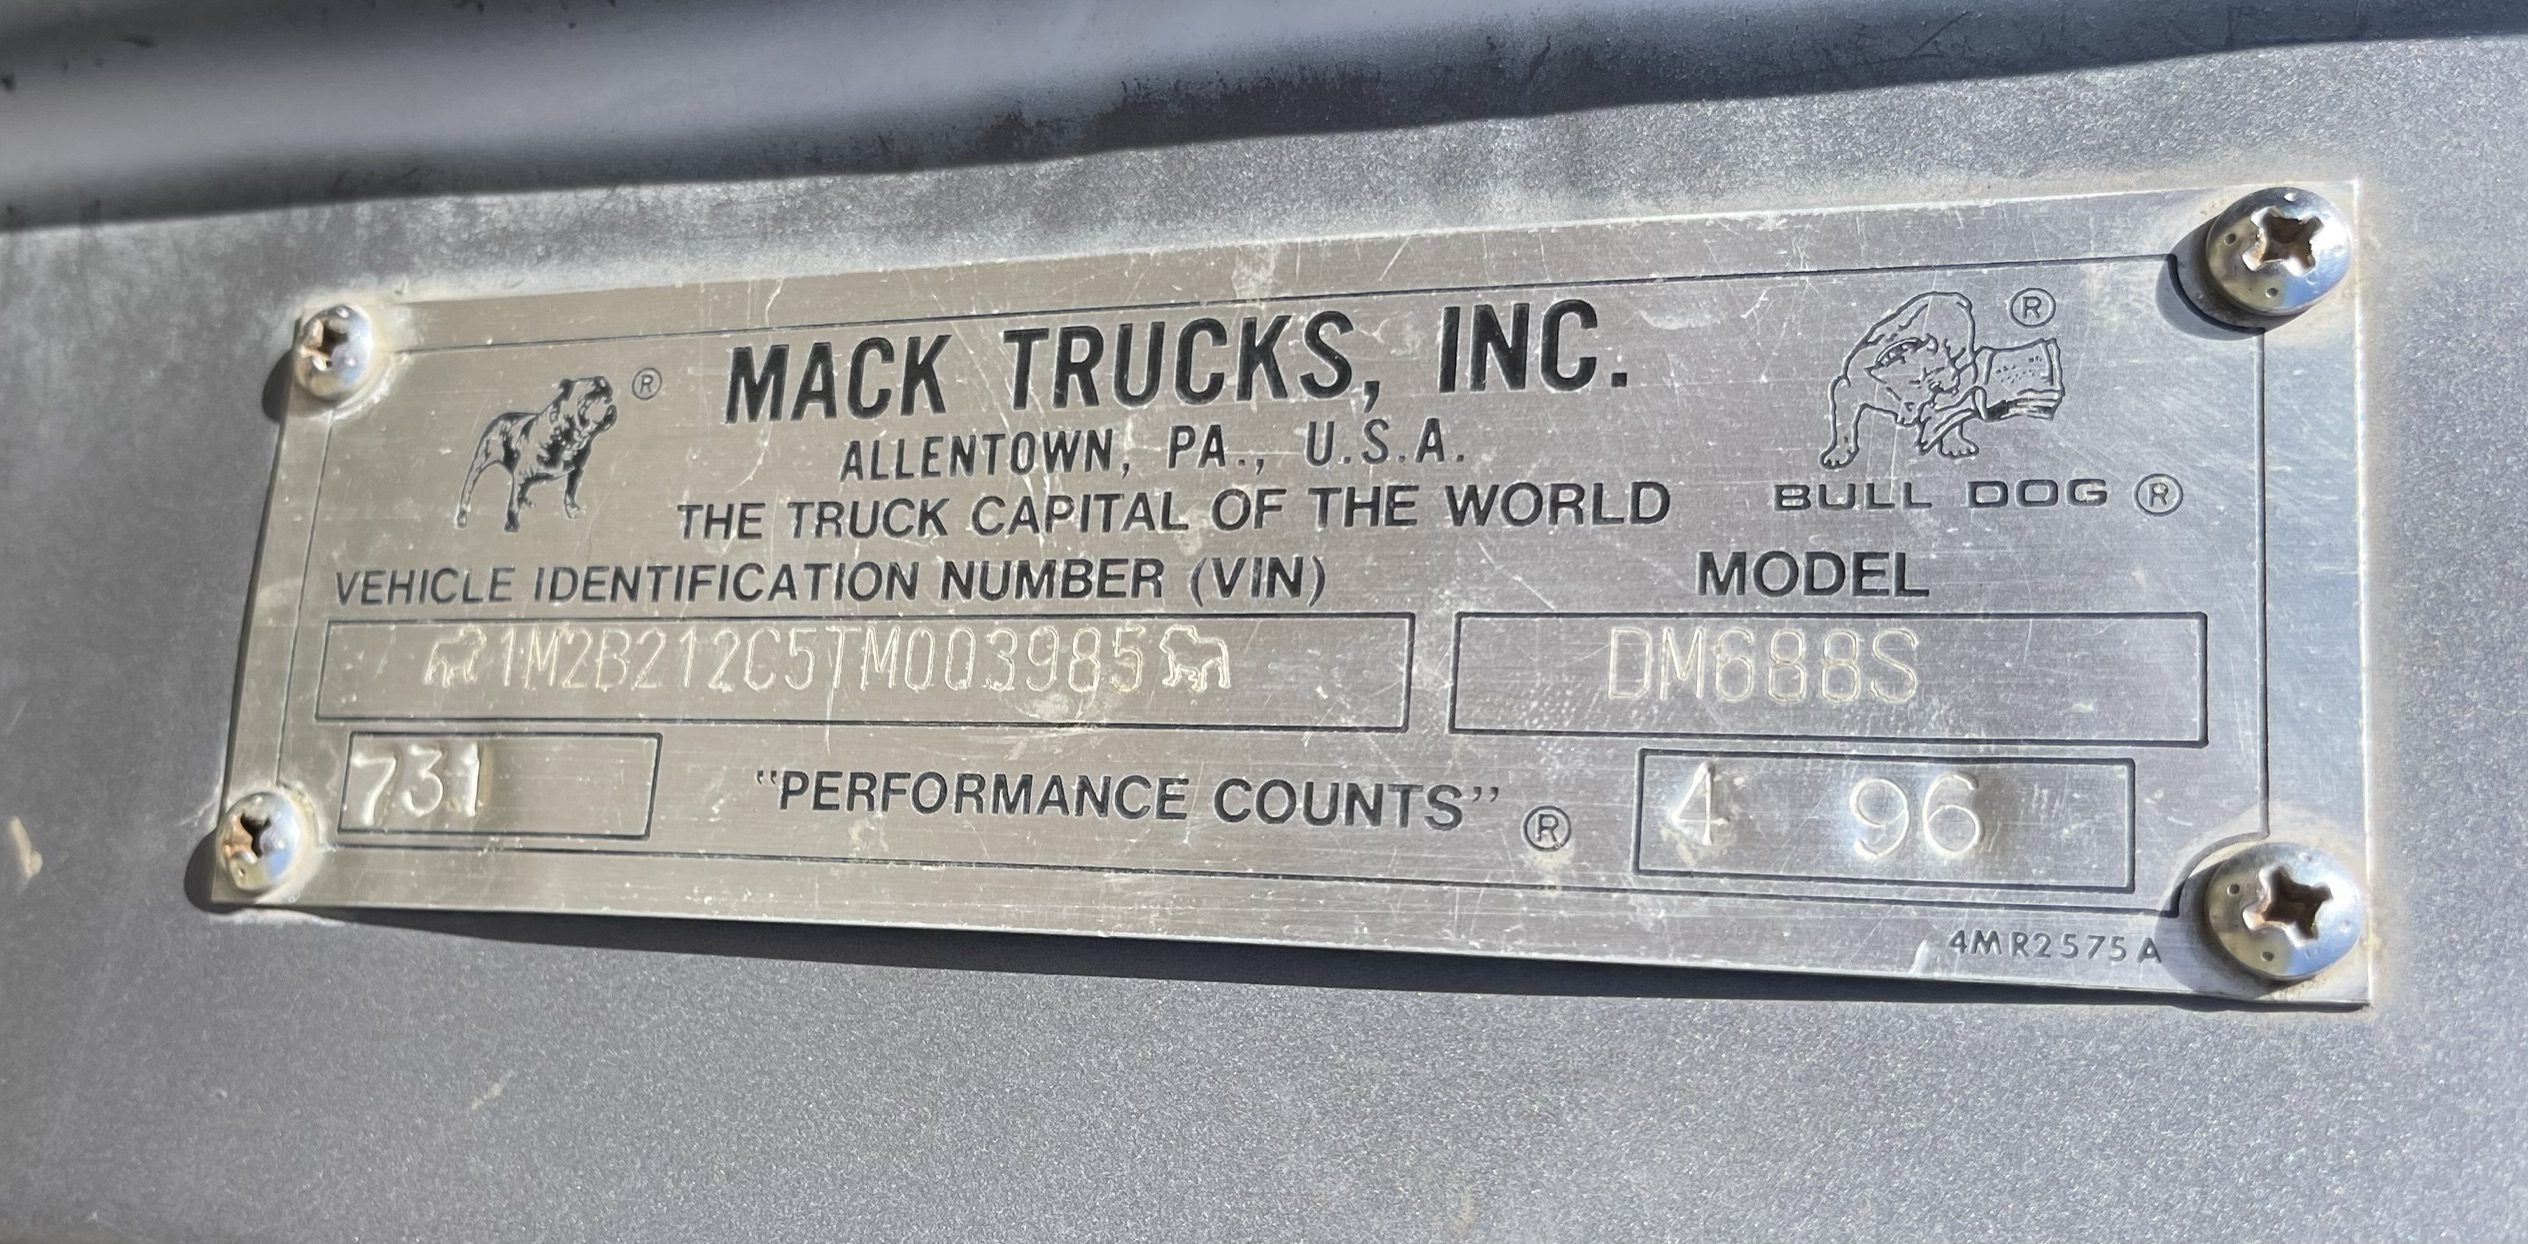 ®
MACK TRUCKS, INC.
®
ALLENTOWN, PA., U.S.A.
THE TRUCK CAPITAL OF THE WORLD
BULL DOG ®
VEHICLE IDENTIFICATION NUMBER (VIN)
MODEL
1M2B212C5TM003985
DM688S
731
"PERFORMANCE COUNTS" ®
4 96
4MR2575A